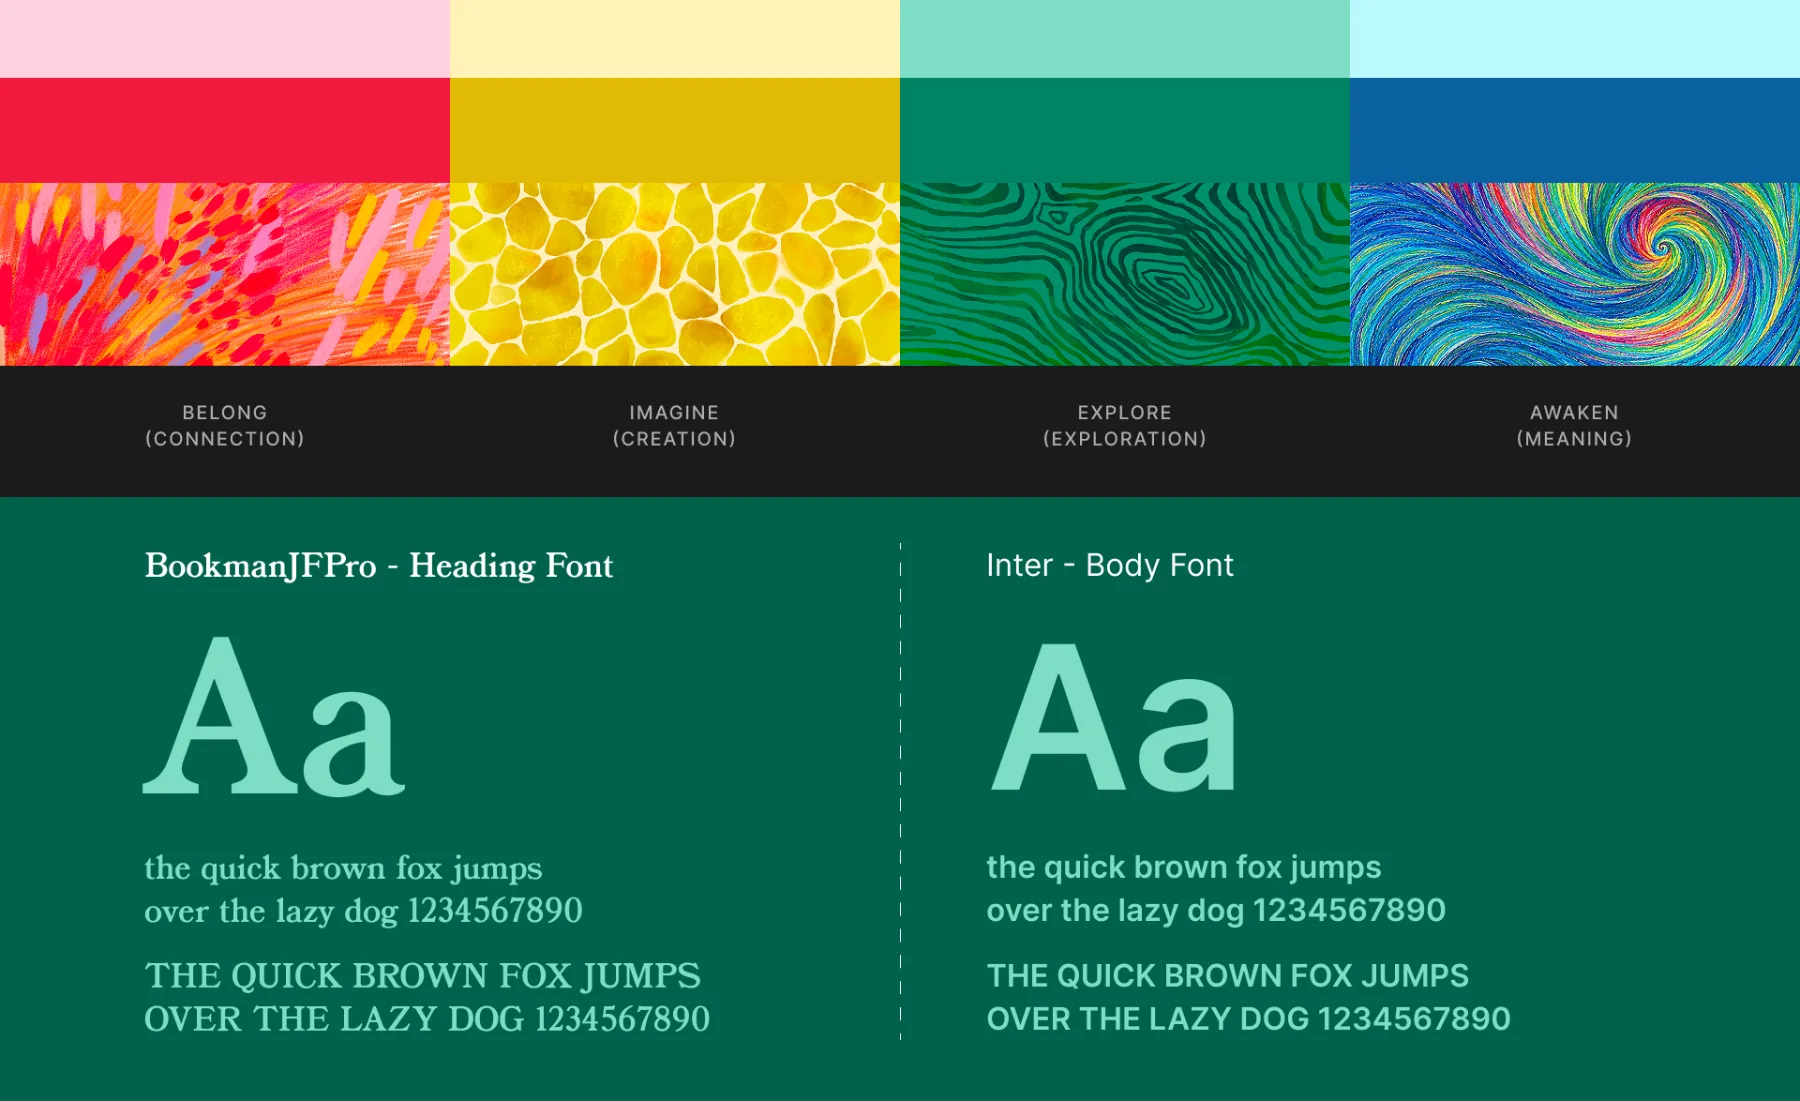 BELONG
(CONNECTION)
IMAGINE
(CREATION)
EXPLORE
(EXPLORATION)
AWAKEN
(MEANING)
BookmanJFPro - Heading Font
Aa
the quick brown fox jumps
over the lazy dog 1234567890
THE QUICK BROWN FOX JUMPS
OVER THE LAZY DOG 1234567890
Inter - Body Font
Aa
the quick brown fox jumps
over the lazy dog 1234567890
THE QUICK BROWN FOX JUMPS
OVER THE LAZY DOG 1234567890